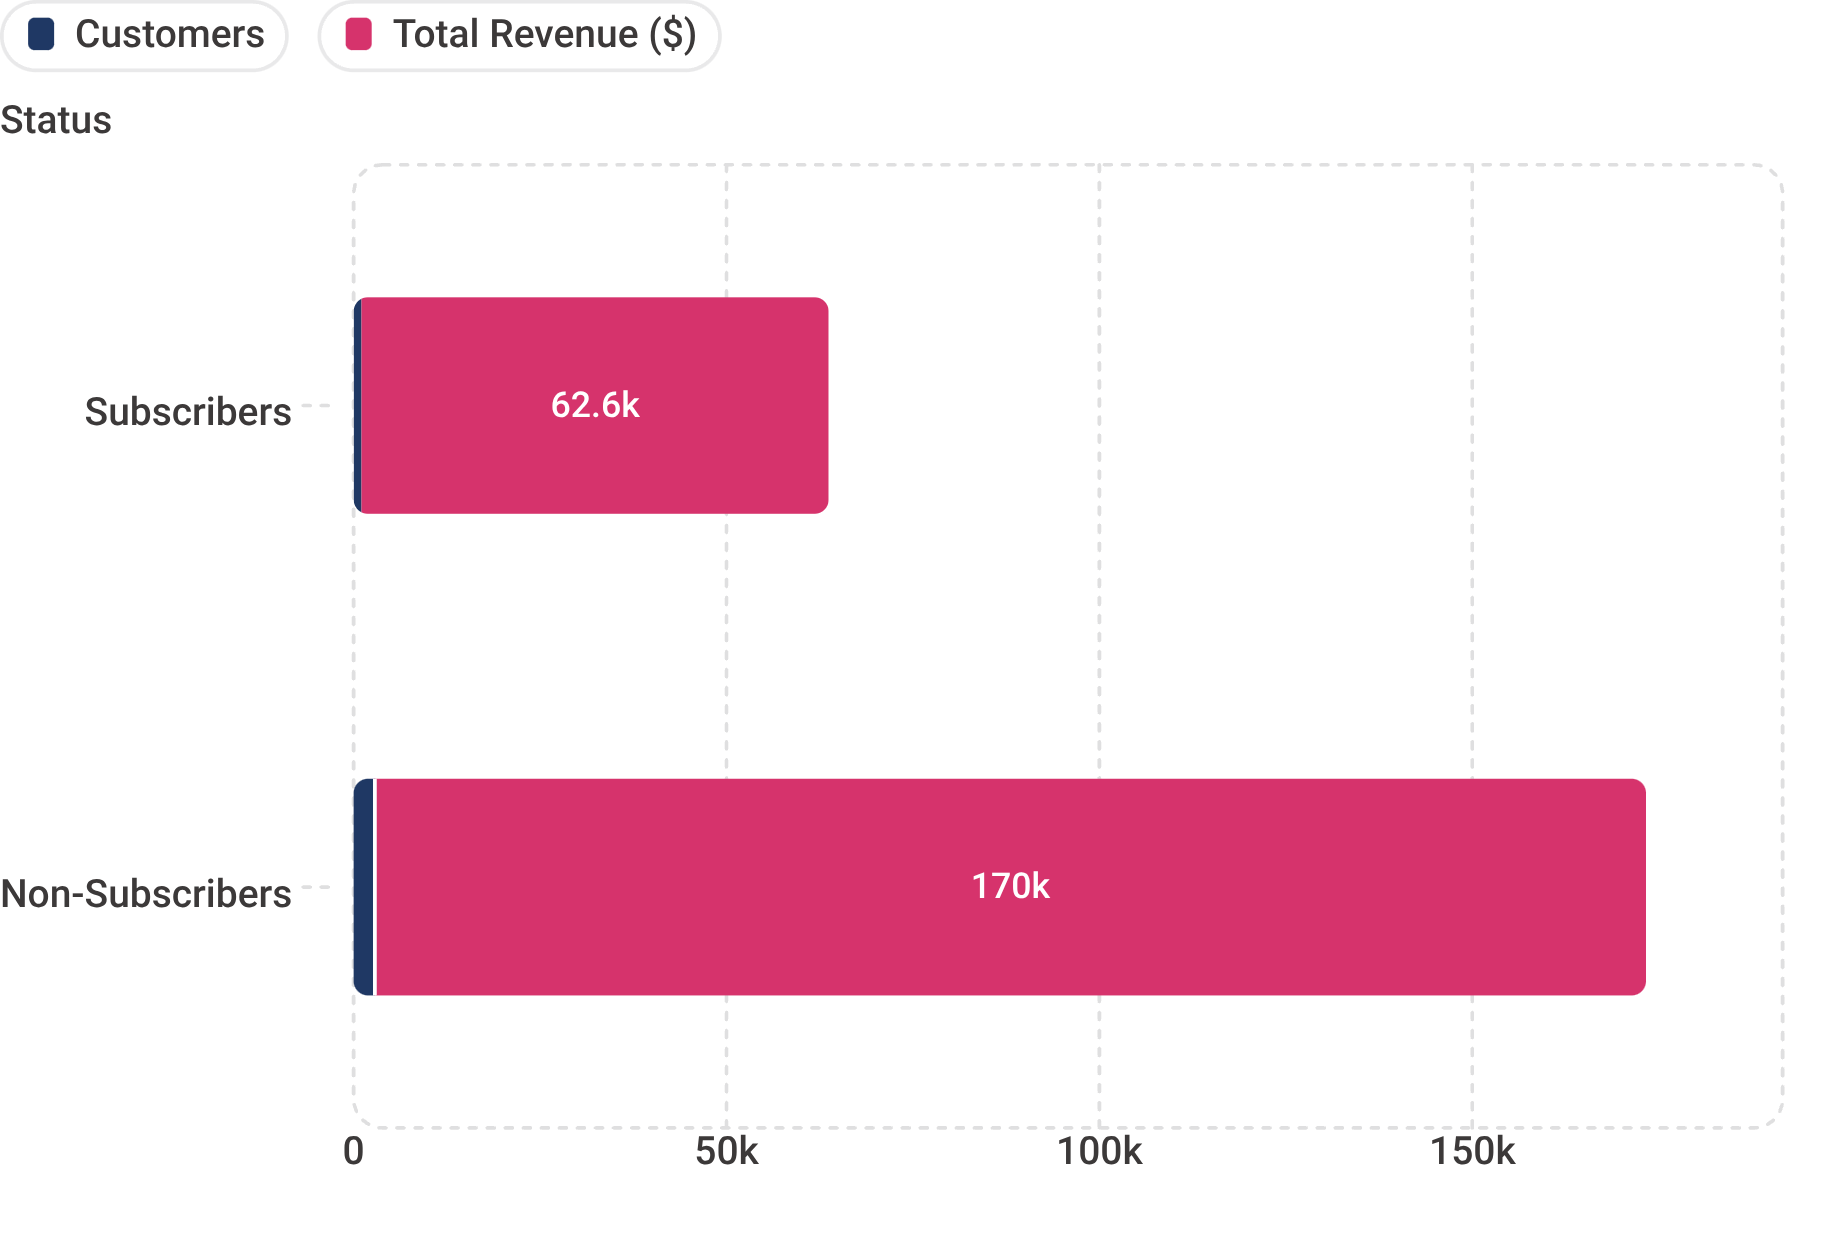 Customers Total Revenue ($)
Status
Subscribers 62.6k
Non-Subscribers 170k
0 50k 100k 150k